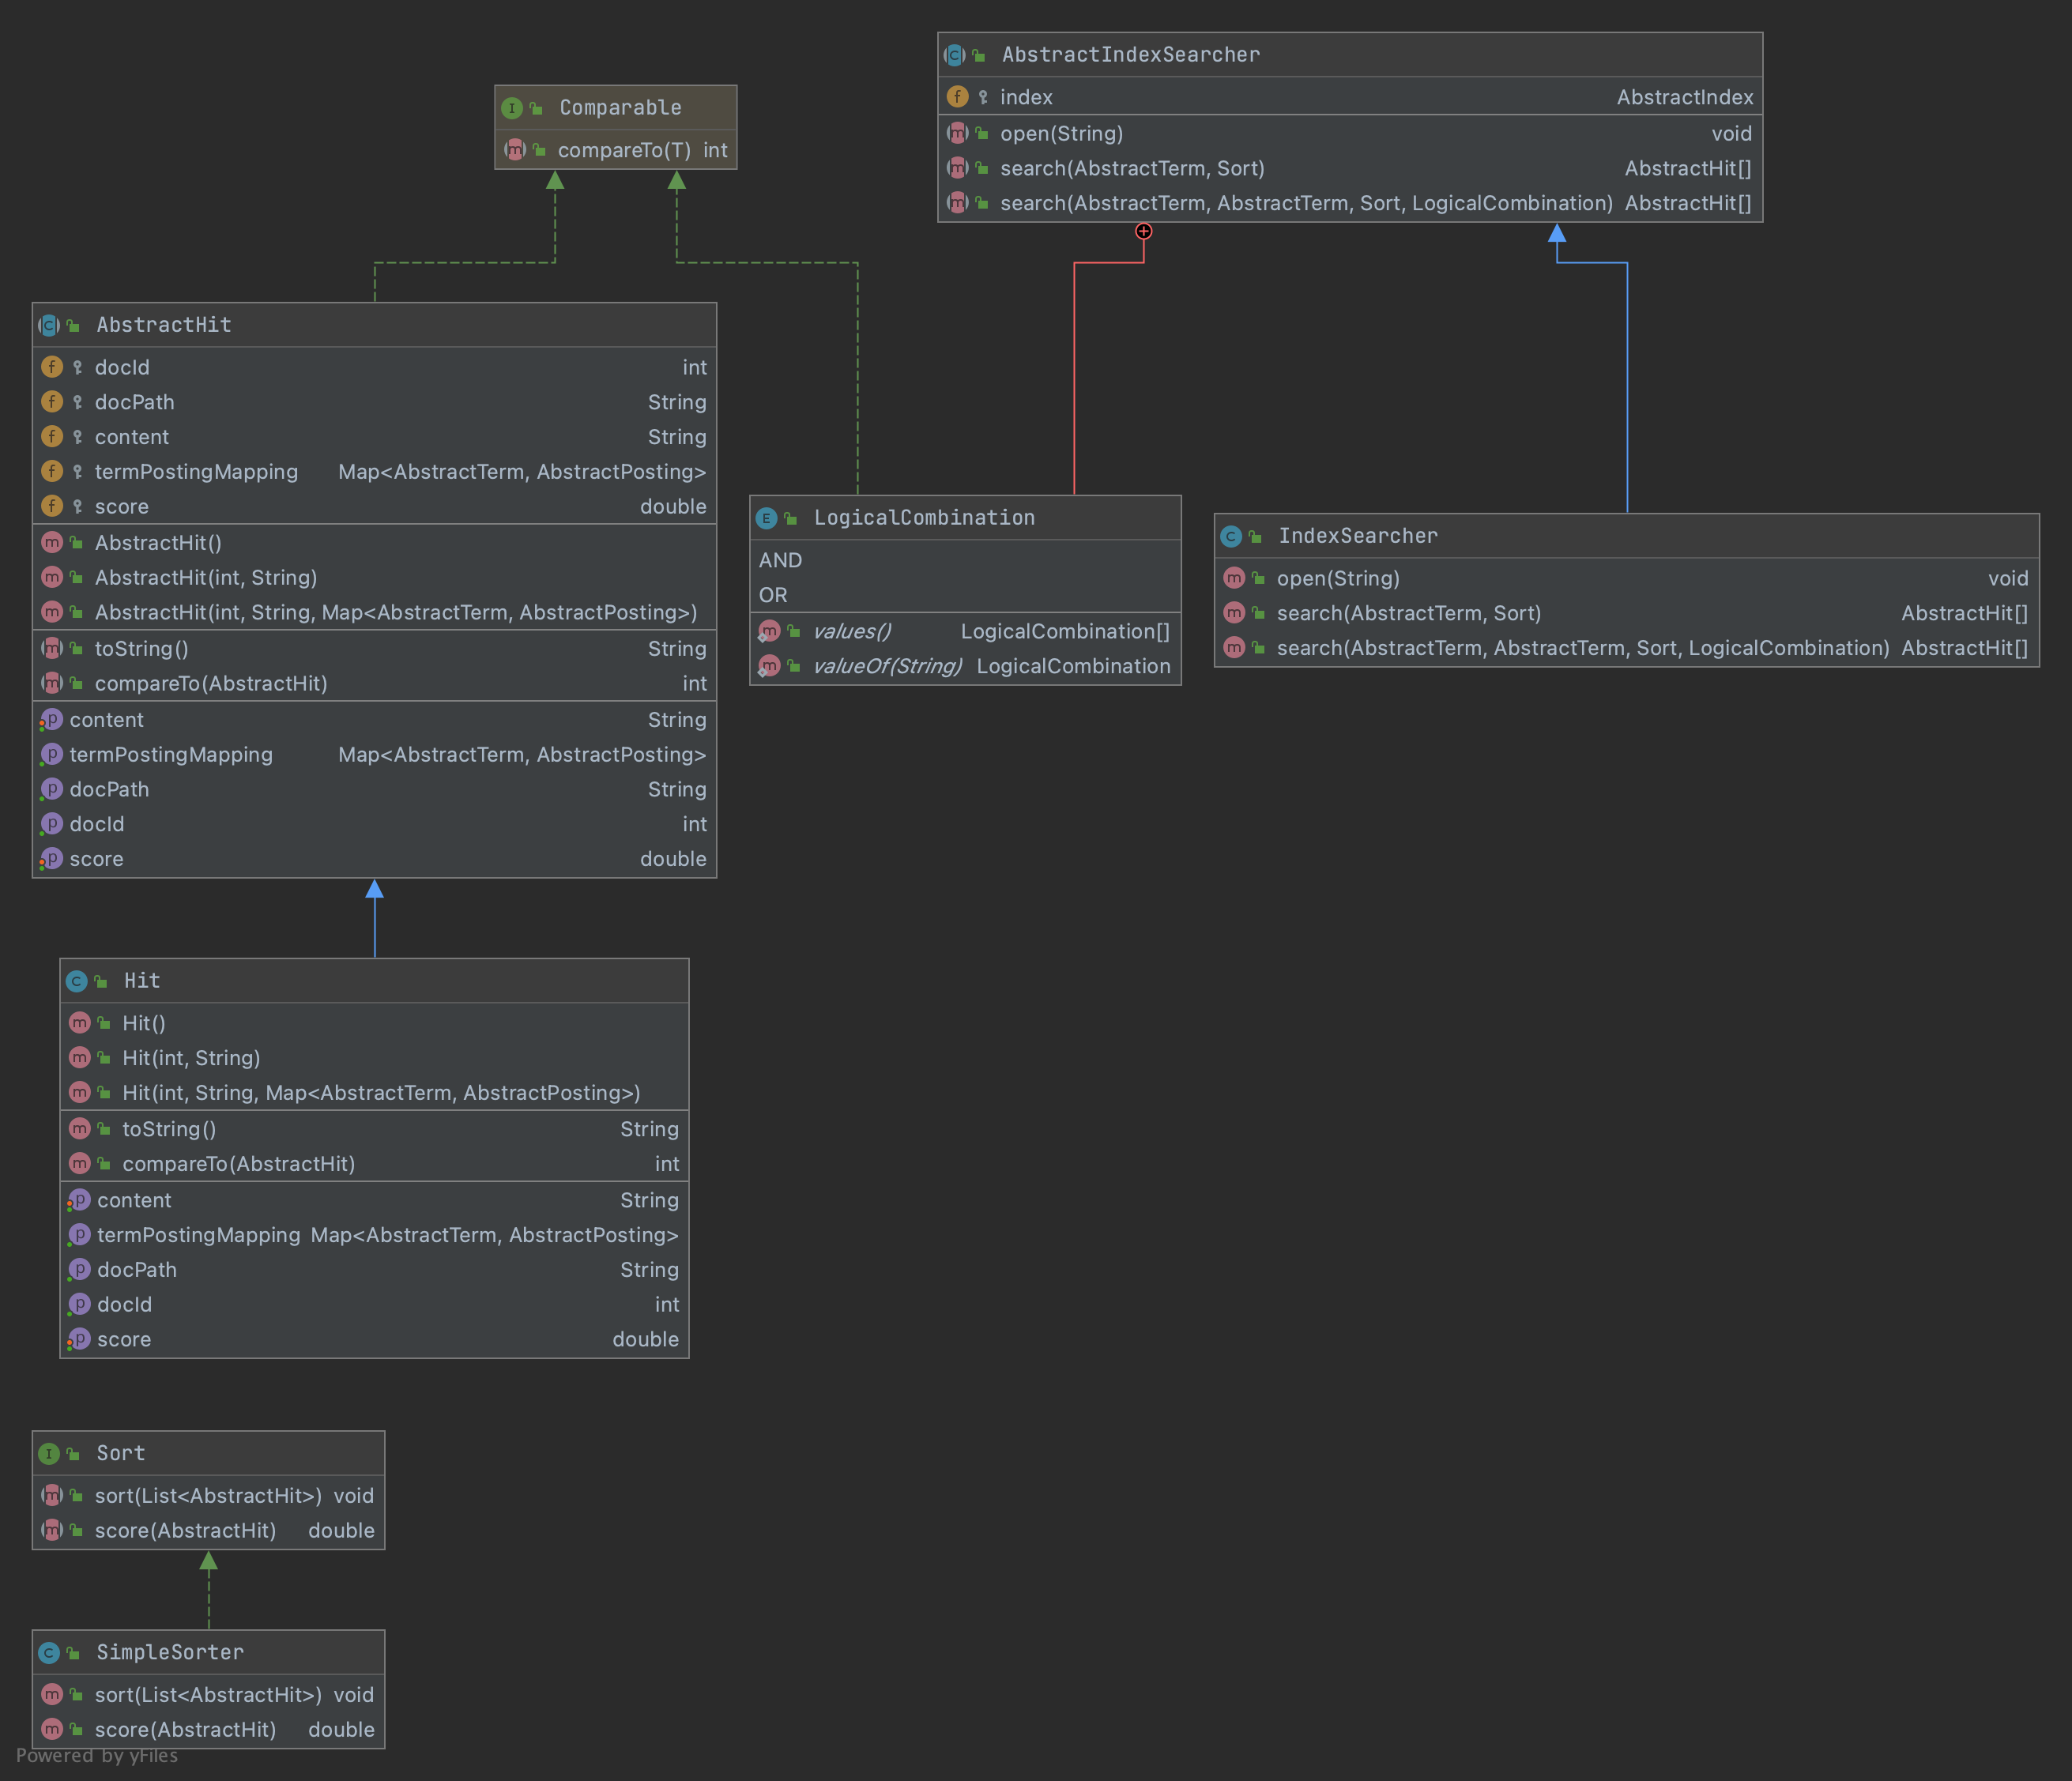 Comparable
compareTo(T) int
AbstractIndexSearcher
index AbstractIndex
open(String) void
search(AbstractTerm, Sort) AbstractHit[]
search(AbstractTerm, AbstractTerm, Sort, LogicalCombination) AbstractHit[]
AbstractHit
docId int
docPath String
content String
termPostingMapping Map<AbstractTerm, AbstractPosting>
score double
AbstractHit()
AbstractHit(int, String)
AbstractHit(int, String, Map<AbstractTerm, AbstractPosting>)
toString() String
compareTo(AbstractHit) int
content String
termPostingMapping Map<AbstractTerm, AbstractPosting>
docPath String
docId int
score double
LogicalCombination
AND
OR
values() LogicalCombination[]
valueOf(String) LogicalCombination
IndexSearcher
open(String) void
search(AbstractTerm, Sort) AbstractHit[]
search(AbstractTerm, AbstractTerm, Sort, LogicalCombination) AbstractHit[]
Hit
Hit()
Hit(int, String)
Hit(int, String, Map<AbstractTerm, AbstractPosting>)
toString() String
compareTo(AbstractHit) int
content String
termPostingMapping Map<AbstractTerm, AbstractPosting>
docPath String
docId int
score double
Sort
sort(List<AbstractHit>) void
score(AbstractHit) double
SimpleSorter
sort(List<AbstractHit>) void
score(AbstractHit) double
Powered by yFiles